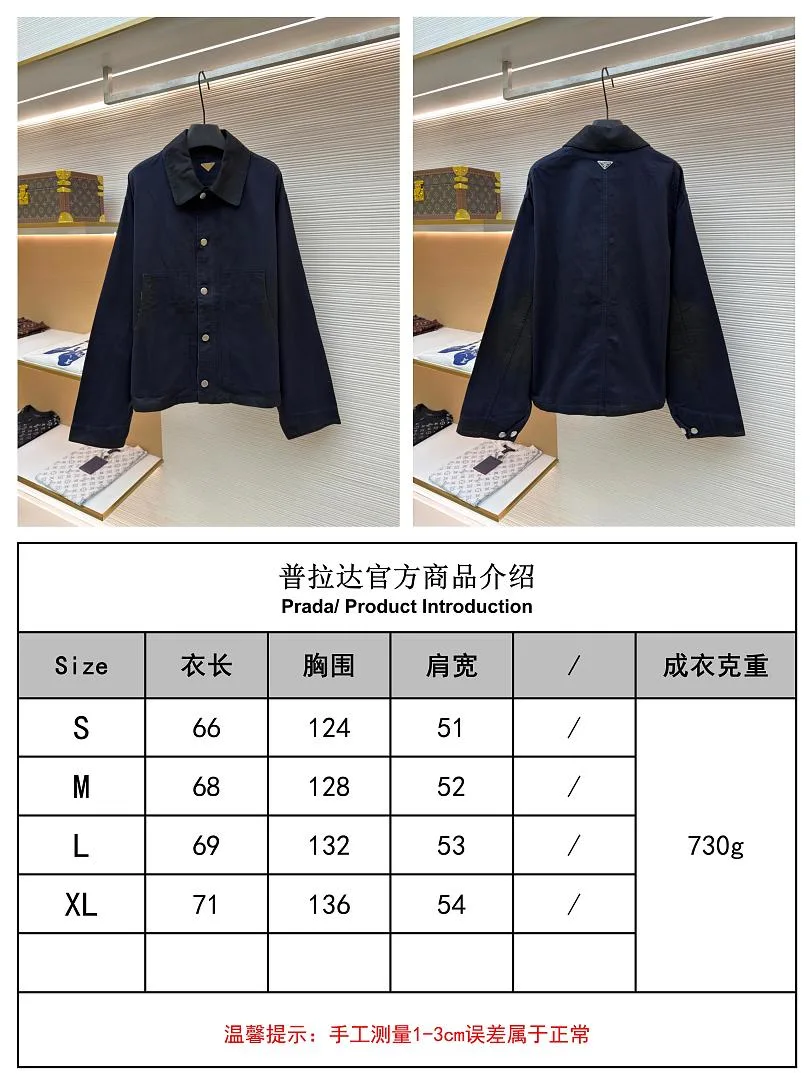 普拉达官方商品介绍
Prada/ Product Introduction
Size 衣长 胸围 肩宽 / 成衣克重
S 66 124 51 /
M 68 128 52 /
L 69 132 53 /
XL 71 136 54 /
730g
温馨提示：手工测量1-3cm误差属于正常